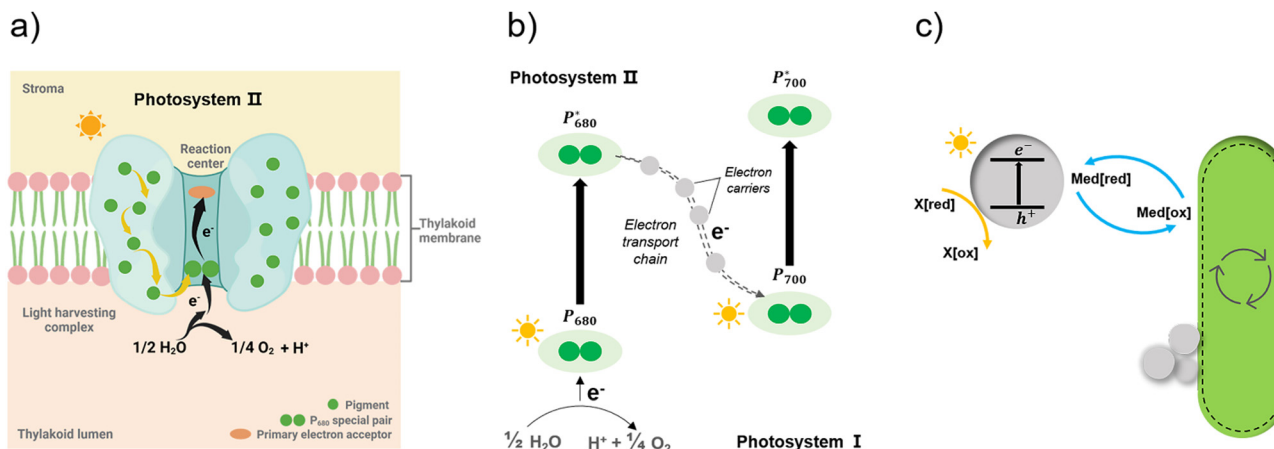 a)
Stroma
Photosystem II
Reaction
center
e-
Thylakoid
membrane
Light harvesting
complex
e-
1/2 H₂O
1/4 O₂ + H⁺
Pigment
P₆₈₀ special pair
Primary electron acceptor
Thylakoid lumen
b)
Photosystem II
P*₆₈₀
P*₇₀₀
Electron
carriers
Electron
transport
chain
e-
P₇₀₀
P₆₈₀
e-
½ H₂O
H⁺ + ¼ O₂
Photosystem I
c)
e⁻
h⁺
X[red]
X[ox]
Med[red]
Med[ox]